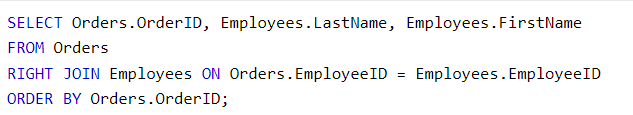 SELECT Orders.OrderID, Employees.LastName, Employees.FirstName
FROM Orders
RIGHT JOIN Employees ON Orders.EmployeeID = Employees.EmployeeID
ORDER BY Orders.OrderID;